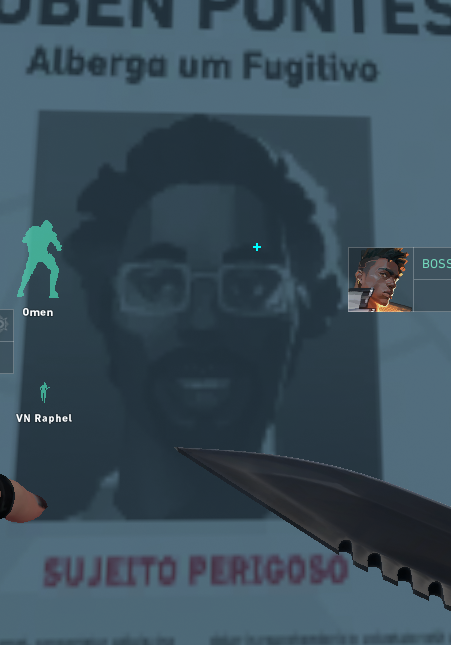 UBEN PONTES
Alberga um Fugitivo
Omen
BOSS
VN Raphel
SUJEITO PERIGOSO